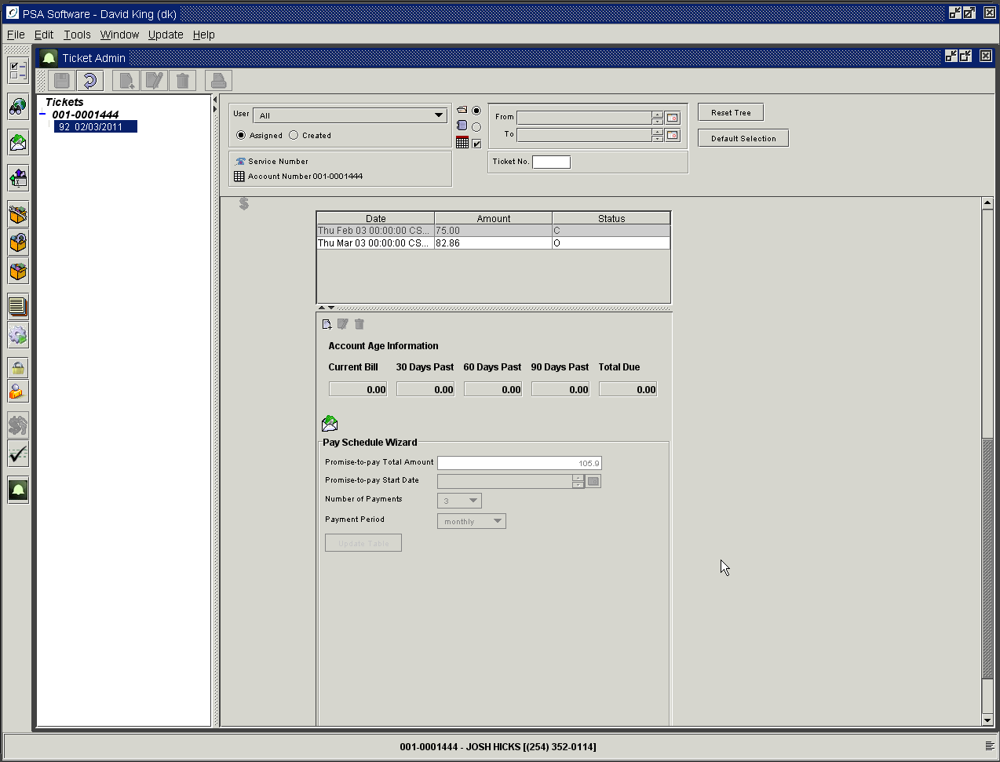 PSA Software - David King (dk)
File Edit Tools Window Update Help
Ticket Admin
Tickets
001-0001444
92 02/03/2011
User All
Assigned Created
From
To
Reset Tree
Default Selection
Service Number
Account Number 001-0001444
Ticket No.
$
Date Amount Status
Thu Feb 03 00:00:00 CS... 75.00 C
Thu Mar 03 00:00:00 CS... 82.86 O
Account Age Information
Current Bill 30 Days Past 60 Days Past 90 Days Past Total Due
0.00 0.00 0.00 0.00 0.00
Pay Schedule Wizard
Promise-to-pay Total Amount 105.9
Promise-to-pay Start Date
Number of Payments 3
Payment Period monthly
Update Table
001-0001444 - JOSH HICKS [(254) 352-0114]